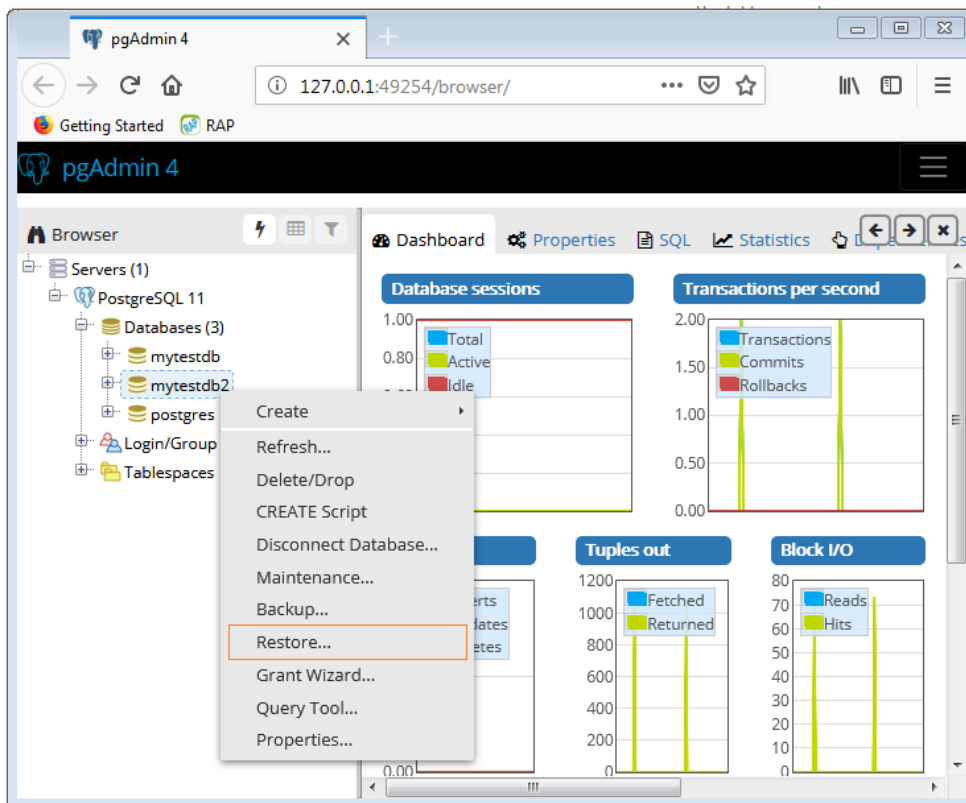 pgAdmin 4
127.0.0.1:49254/browser/
Getting Started RAP
pgAdmin 4
Browser
Servers (1)
PostgreSQL 11
Databases (3)
mytestdb
mytestdb2
postgres
Login/Group
Tablespaces
Create
Refresh...
Delete/Drop
CREATE Script
Disconnect Database...
Maintenance...
Backup...
Restore...
Grant Wizard...
Query Tool...
Properties...
Dashboard Properties SQL Statistics
Database sessions
1.00
0.80
Total
Active
Idle
Transactions per second
2.00
1.50
1.00
0.50
0.00
Transactions
Commits
Rollbacks
0.00
Tuples out
1200
1000
800
600
400
200
0
Fetched
Returned
Block I/O
80
70
60
50
40
30
20
10
0
Reads
Hits